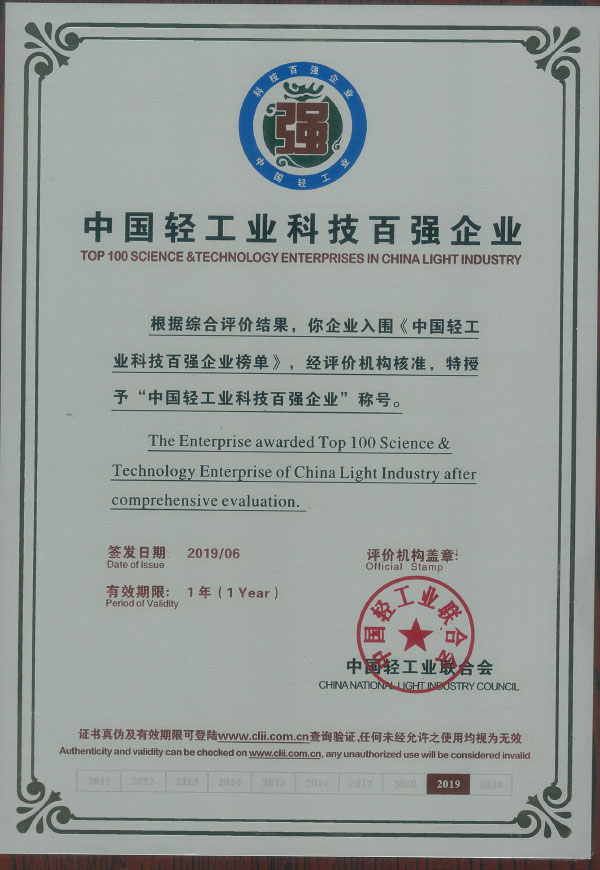 科技百强企业
强
中国轻工业
中国轻工业科技百强企业
TOP 100 SCIENCE &TECHNOLOGY ENTERPRISES IN CHINA LIGHT INDUSTRY
根据综合评价结果，你企业入围《中国轻工
业科技百强企业榜单》，经评价机构核准，特授
予“中国轻工业科技百强企业”称号。
The Enterprise awarded Top 100 Science &
Technology Enterprise of China Light Industry after
comprehensive evaluation.
签发日期 2019/06
Date of Issue
评价机构盖章:
Official Stamp
有效期限: 1年（1 Year）
Period of Validity
中国轻工业联合会
中国轻工业联合会
CHINA NATIONAL LIGHT INDUSTRY COUNCIL
证书真伪及有效期限可登陆www.clii.com.cn查询验证,任何未经允许之使用均视为无效
Authenticity and validity can be checked on www.clii.com.cn, any unauthorized use will be considered invalid
2011 2012 2013 2014 2015 2016 2017 2018 2019 2020